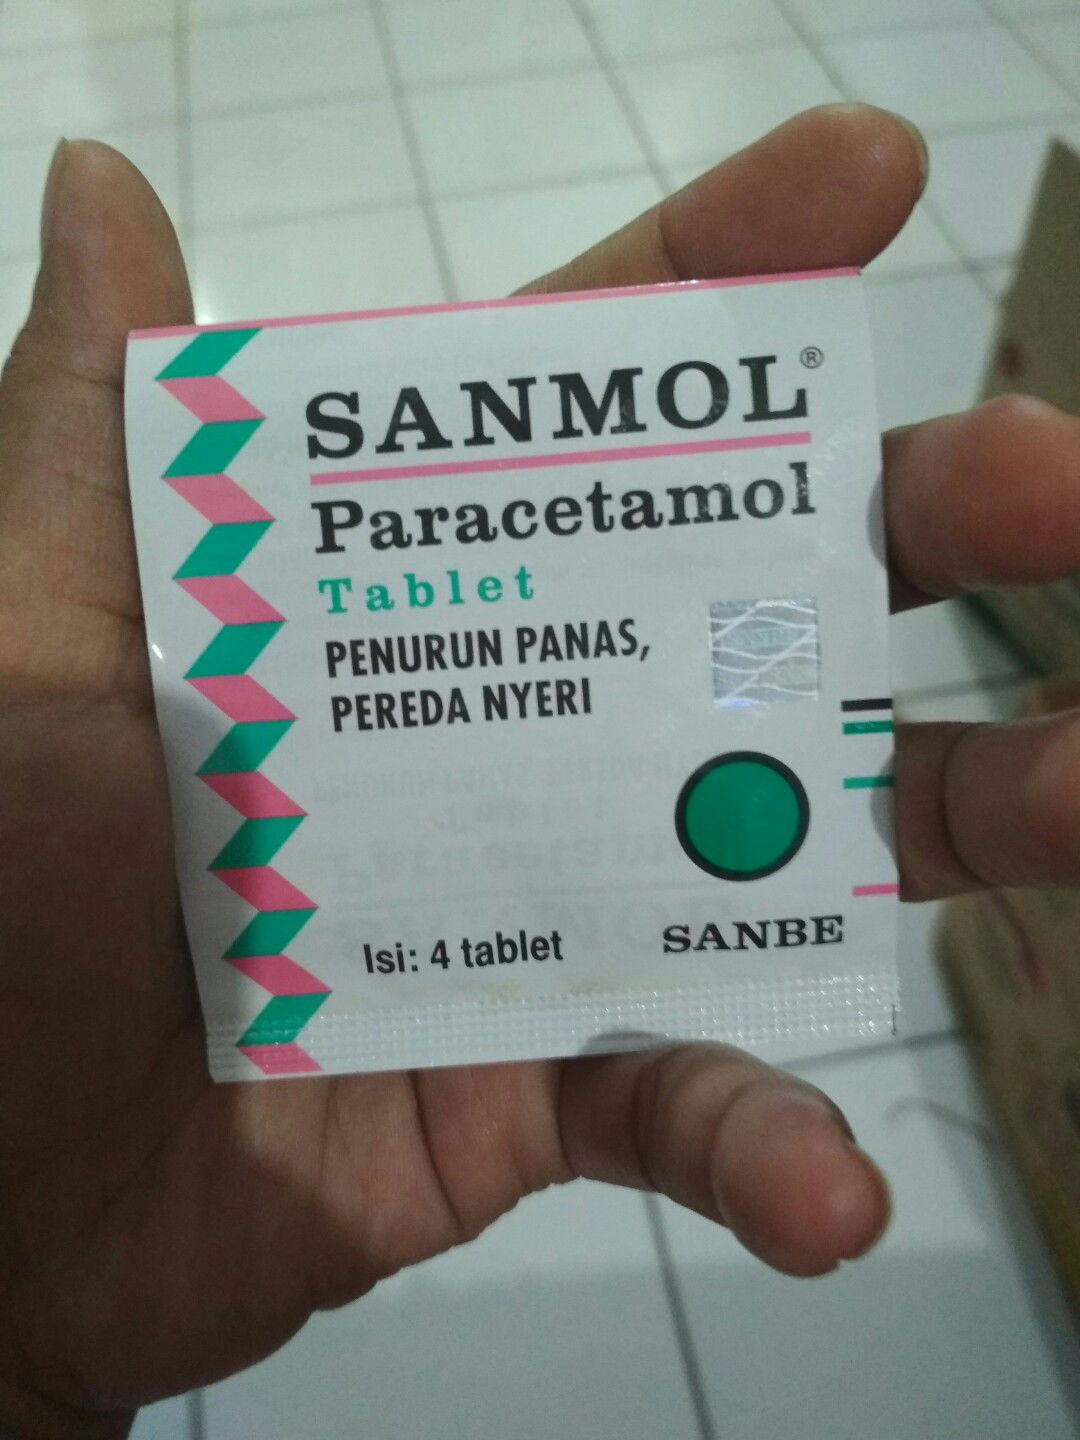 SANMOL®
Paracetamol
Tablet
PENURUN PANAS,
PEREDA NYERI
SANBE
Isi: 4 tablet